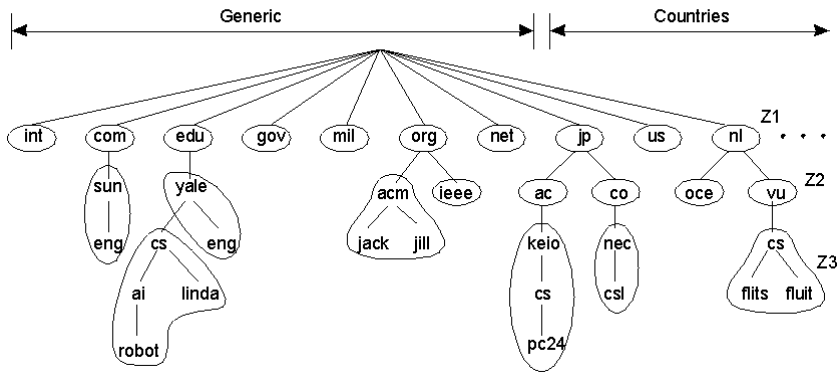 Generic Countries
Z1
int com edu gov mil org net jp us nl . . .
sun yale acm ieee ac co oce vu Z2
eng cs eng jack jill keio nec cs Z3
ai linda cs csl flits fluit
robot pc24